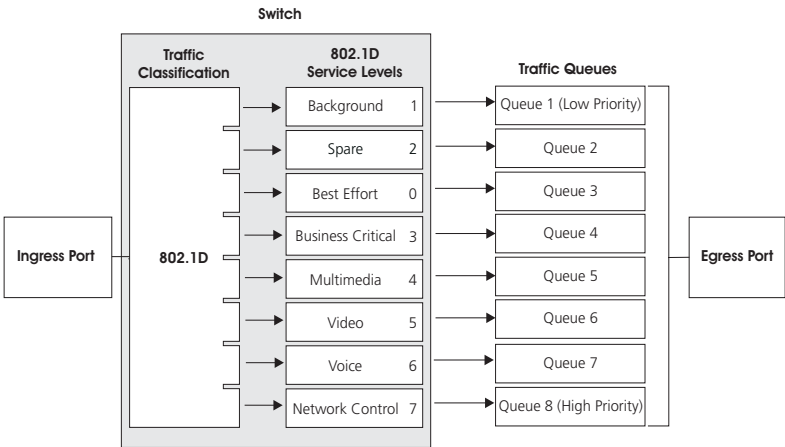 Switch
Traffic
Classification
802.1D
Service Levels
Traffic Queues
Background 1
Queue 1 (Low Priority)
Spare 2
Queue 2
Best Effort 0
Queue 3
Business Critical 3
Queue 4
Ingress Port
802.1D
Egress Port
Multimedia 4
Queue 5
Video 5
Queue 6
Voice 6
Queue 7
Network Control 7
Queue 8 (High Priority)